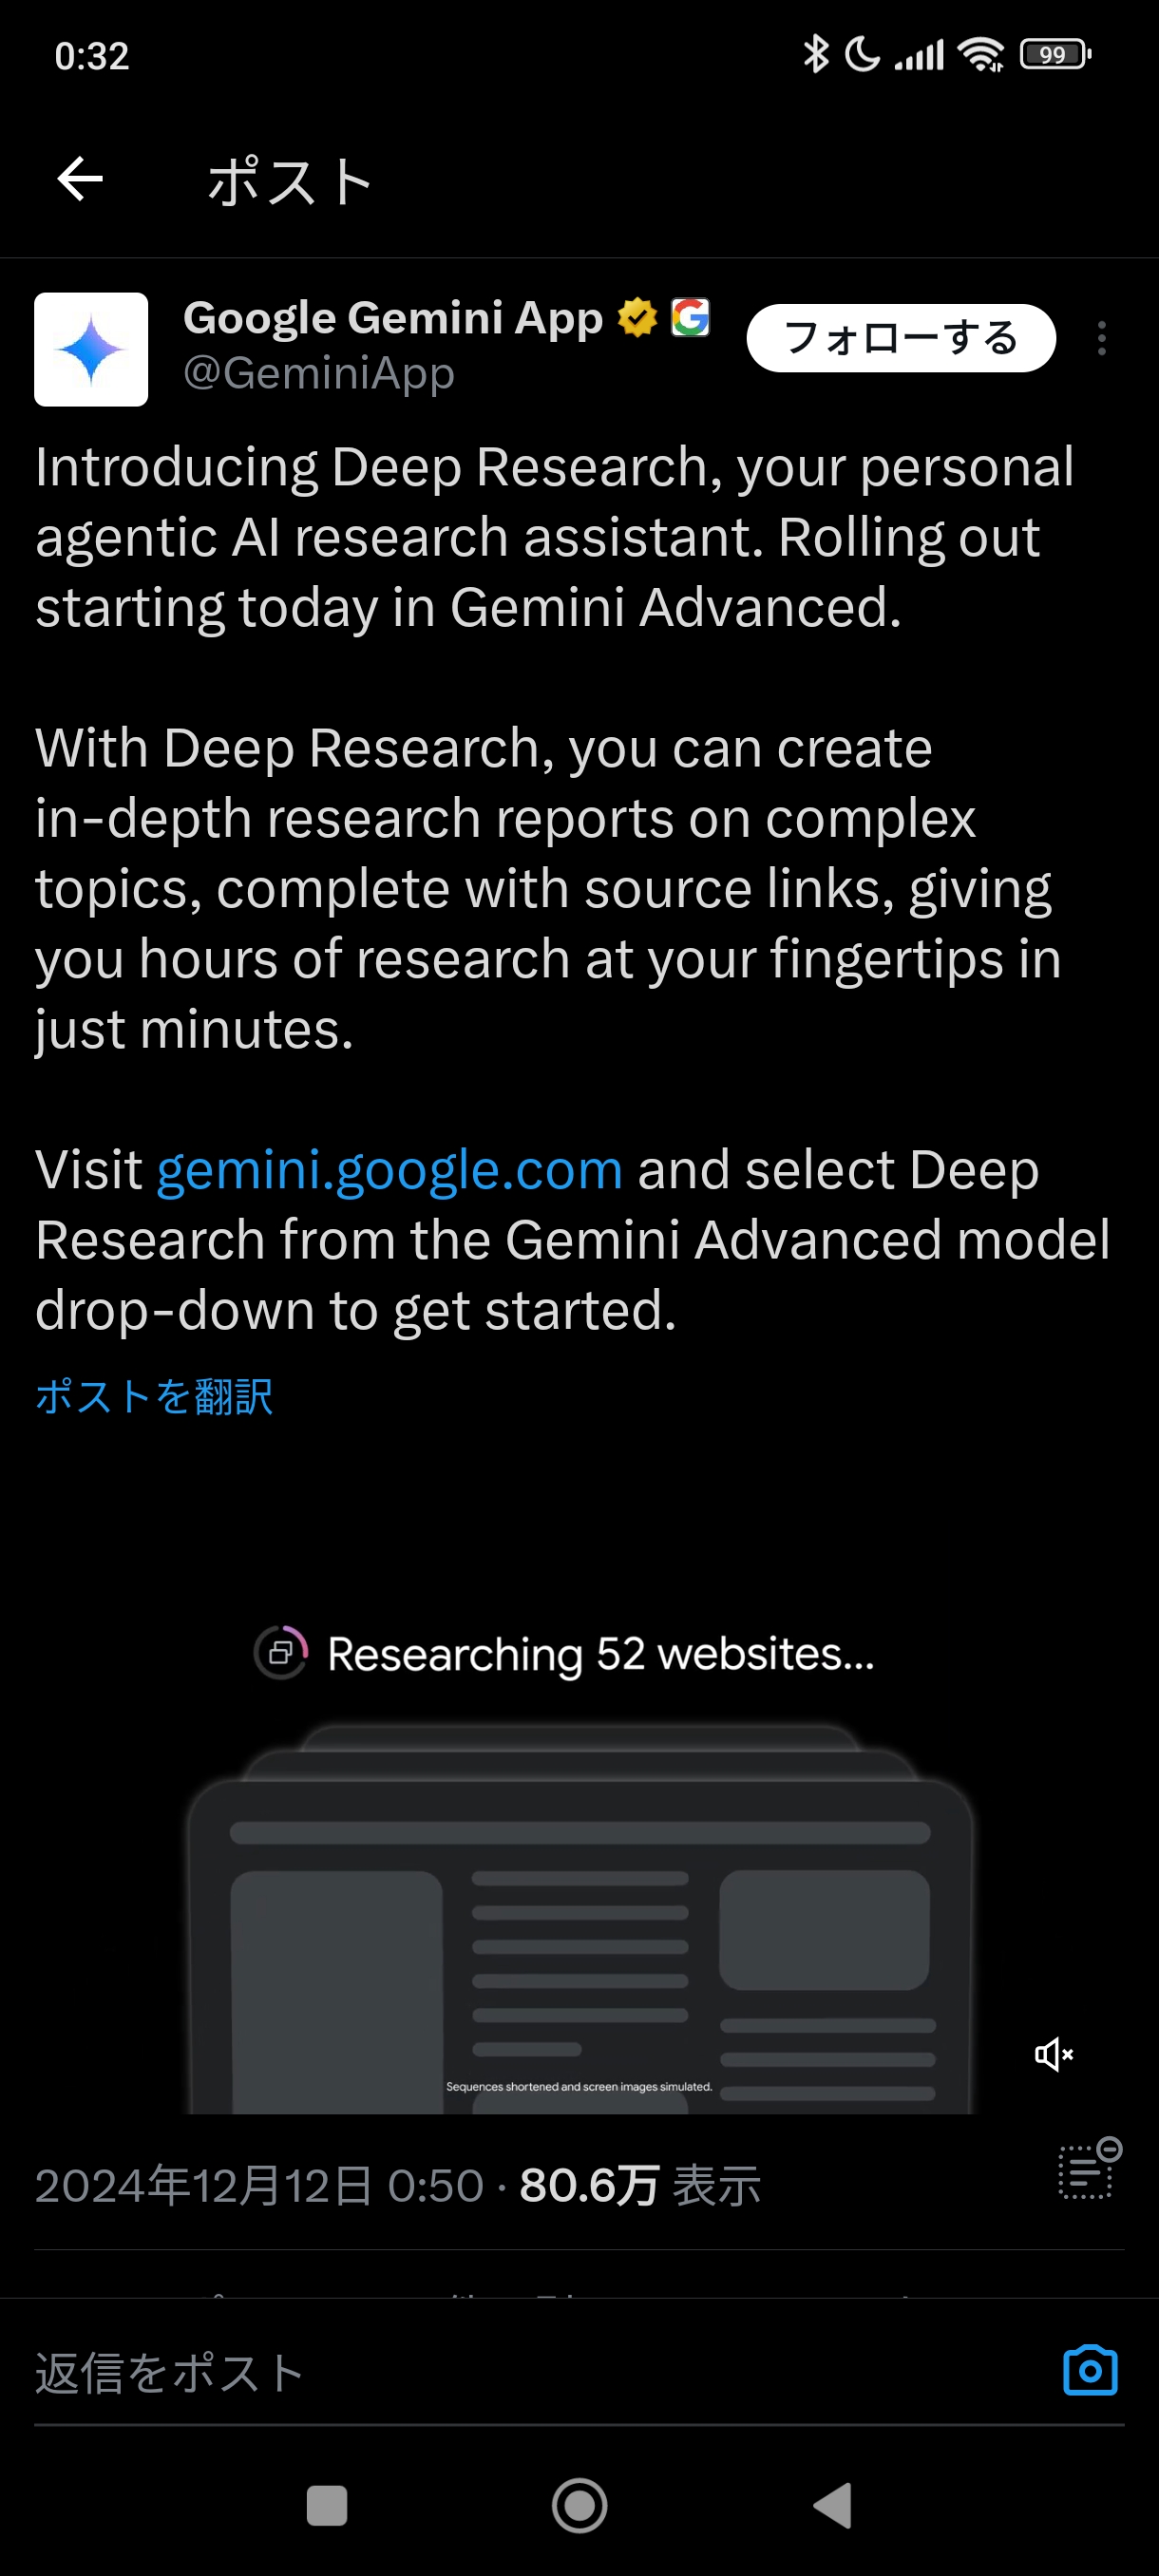 0:32
99
ポスト
Google Gemini App
フォローする
@GeminiApp
Introducing Deep Research, your personal
agentic AI research assistant. Rolling out
starting today in Gemini Advanced.
With Deep Research, you can create
in-depth research reports on complex
topics, complete with source links, giving
you hours of research at your fingertips in
just minutes.
Visit gemini.google.com and select Deep
Research from the Gemini Advanced model
drop-down to get started.
ポストを翻訳
Researching 52 websites...
Sequences shortened and screen images simulated.
2024年12月12日 0:50 · 80.6万 表示
返信をポスト